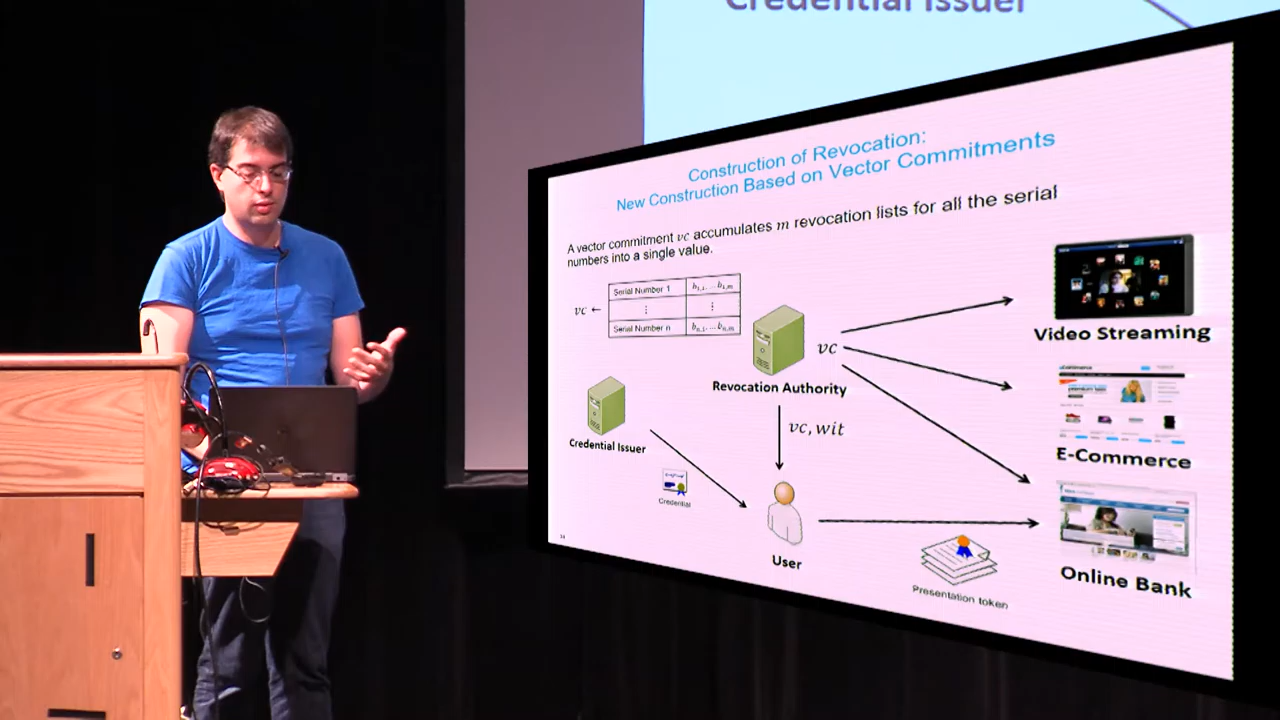 Credential Issuer
Construction of Revocation:
New Construction Based on Vector Commitments
A vector commitment vc accumulates m revocation lists for all the serial
numbers into a single value.
vc ←
Serial Number 1 b₁,₁, … b₁,ₘ
⋮ ⋮
Serial Number n bₙ,₁, … bₙ,ₘ
vc
Revocation Authority
Video Streaming
vc, wit
Credential Issuer
E-Commerce
Credential
User
Online Bank
Presentation token